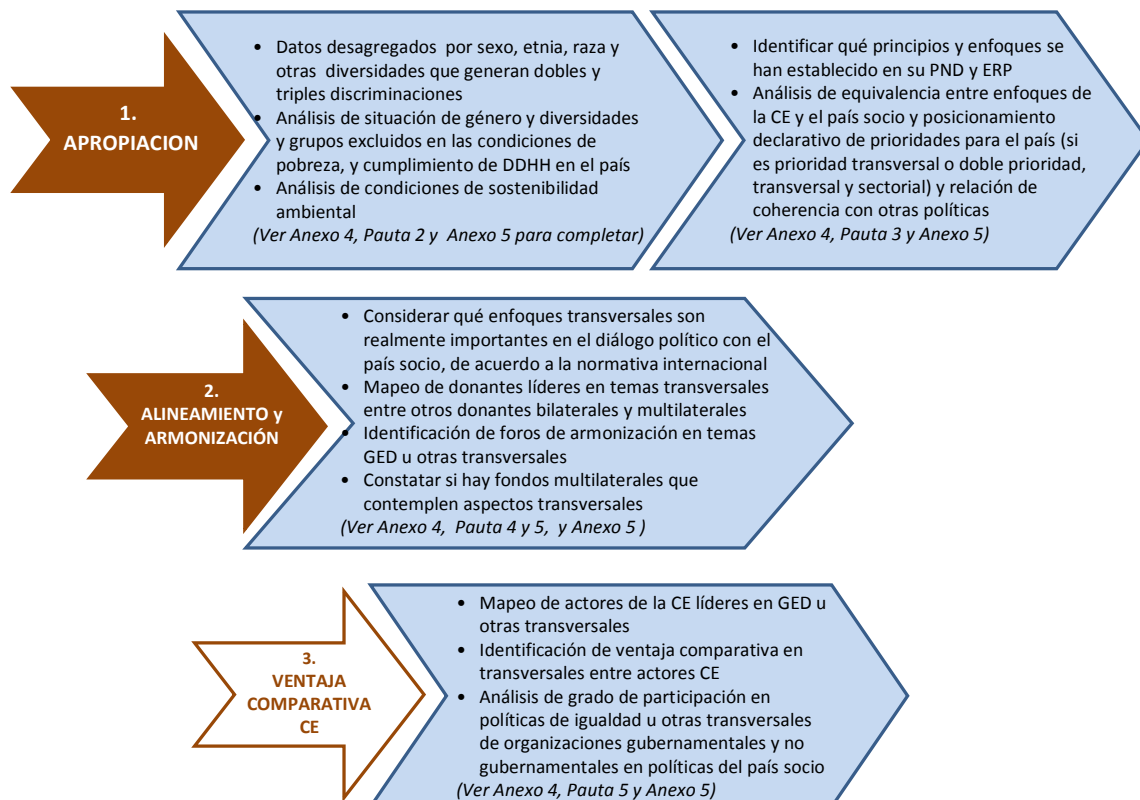 1.
APROPIACION
• Datos desagregados por sexo, etnia, raza y
otras diversidades que generan dobles y
triples discriminaciones
• Análisis de situación de género y diversidades
y grupos excluidos en las condiciones de
pobreza, y cumplimiento de DDHH en el país
• Análisis de condiciones de sostenibilidad
ambiental
(Ver Anexo 4, Pauta 2 y Anexo 5 para completar)
• Identificar qué principios y enfoques se
han establecido en su PND y ERP
• Análisis de equivalencia entre enfoques de
la CE y el país socio y posicionamiento
declarativo de prioridades para el país (si
es prioridad transversal o doble prioridad,
transversal y sectorial) y relación de
coherencia con otras políticas
(Ver Anexo 4, Pauta 3 y Anexo 5)
2.
ALINEAMIENTO y
ARMONIZACIÓN
• Considerar qué enfoques transversales son
realmente importantes en el diálogo político con el
país socio, de acuerdo a la normativa internacional
• Mapeo de donantes líderes en temas transversales
entre otros donantes bilaterales y multilaterales
• Identificación de foros de armonización en temas
GED u otras transversales
• Constatar si hay fondos multilaterales que
contemplen aspectos transversales
(Ver Anexo 4, Pauta 4 y 5, y Anexo 5 )
3.
VENTAJA
COMPARATIVA
CE
• Mapeo de actores de la CE líderes en GED u
otras transversales
• Identificación de ventaja comparativa en
transversales entre actores CE
• Análisis de grado de participación en
políticas de igualdad u otras transversales
de organizaciones gubernamentales y no
gubernamentales en políticas del país socio
(Ver Anexo 4, Pauta 5 y Anexo 5)